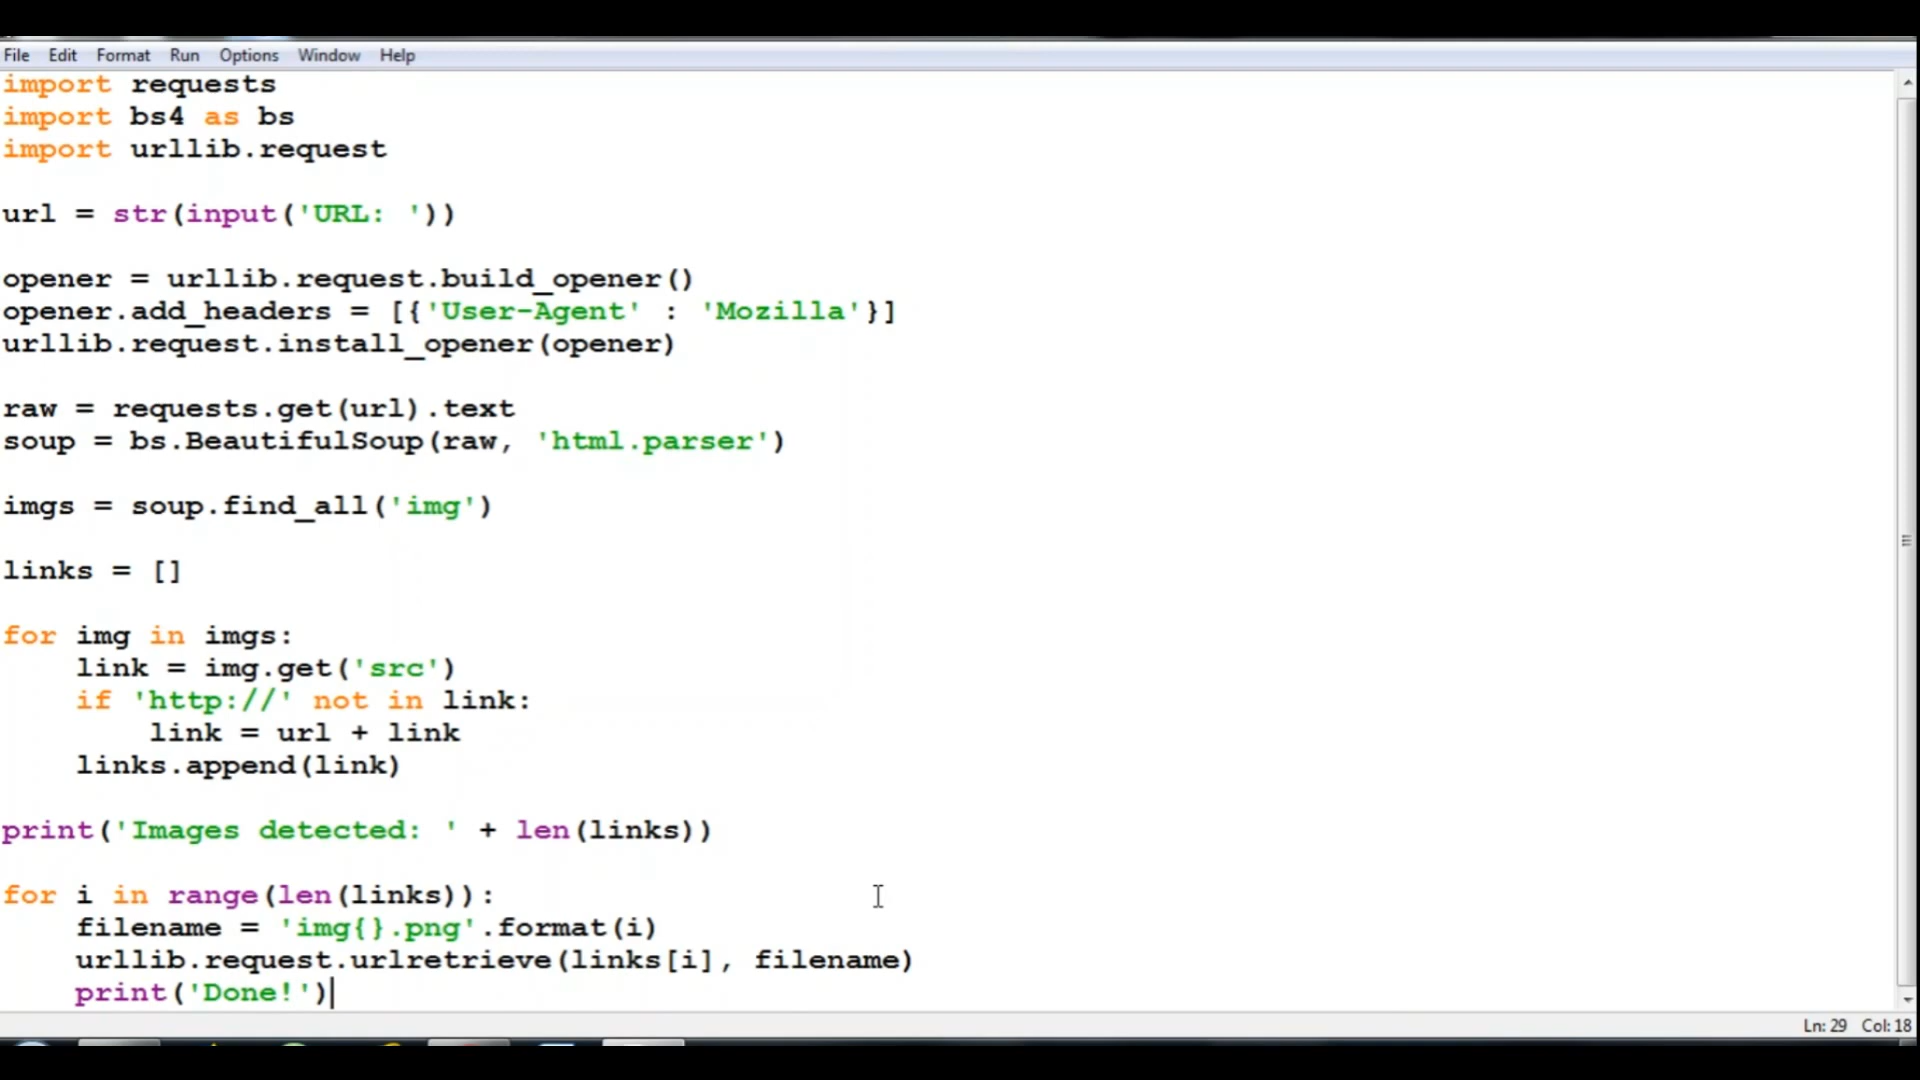 File Edit Format Run Options Window Help
import requests
import bs4 as bs
import urllib.request
url = str(input('URL: '))
opener = urllib.request.build_opener()
opener.add_headers = [{'User-Agent' : 'Mozilla'}]
urllib.request.install_opener(opener)
raw = requests.get(url).text
soup = bs.BeautifulSoup(raw, 'html.parser')
imgs = soup.find_all('img')
links = []
for img in imgs:
    link = img.get('src')
    if 'http://' not in link:
        link = url + link
    links.append(link)
print('Images detected: ' + len(links))
for i in range(len(links)):
    filename = 'img{}.png'.format(i)
    urllib.request.urlretrieve(links[i], filename)
    print('Done!')
Ln: 29 Col: 18